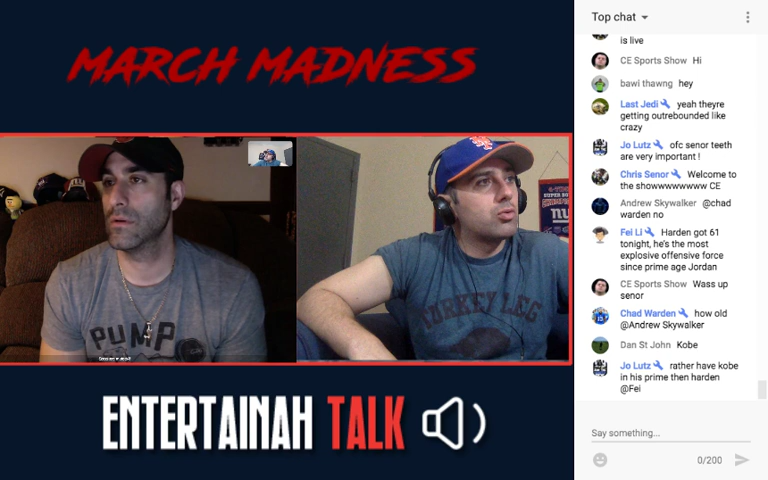 MARCH MADNESS
SUPER BOWL
NY
PUMP
TURKEY LEG
ENTERTAINAH TALK
Top chat
is live
CE Sports Show Hi
bawi thawng hey
Last Jedi yeah theyre
getting outrebounded like
crazy
Jo Lutz ofc senor teeth
are very important !
Chris Senor Welcome to
the showwwwwwww CE
Andrew Skywalker @chad
warden no
Fei Li Harden got 61
tonight, he's the most
explosive offensive force
since prime age Jordan
CE Sports Show Wass up
senor
Chad Warden how old
@Andrew Skywalker
Dan St John Kobe
Jo Lutz rather have kobe
in his prime then harden
@Fei
Say something...
0/200